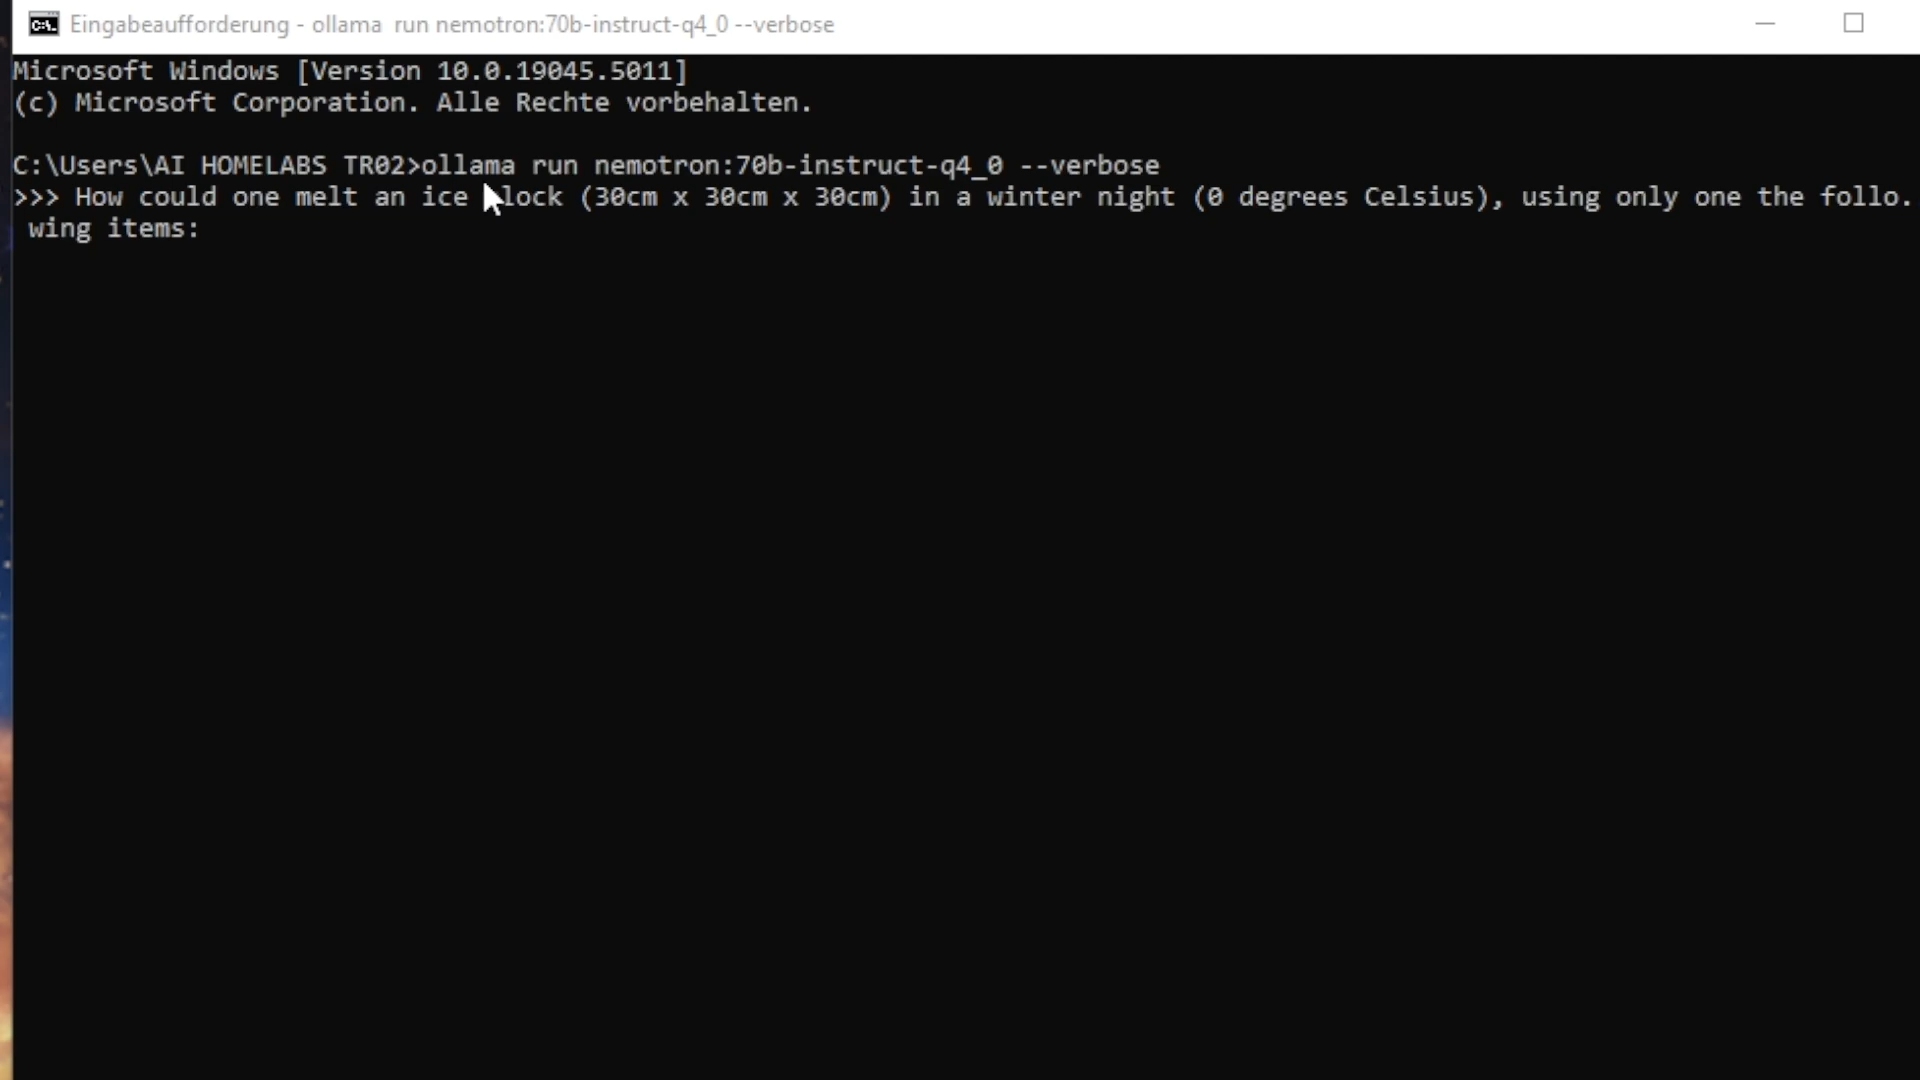 Eingabeaufforderung - ollama run nemotron:70b-instruct-q4_0 --verbose
Microsoft Windows [Version 10.0.19045.5011]
(c) Microsoft Corporation. Alle Rechte vorbehalten.
C:\Users\AI HOMELABS TR02>ollama run nemotron:70b-instruct-q4_0 --verbose
>>> How could one melt an ice lock (30cm x 30cm x 30cm) in a winter night (0 degrees Celsius), using only one the follo.
wing items: